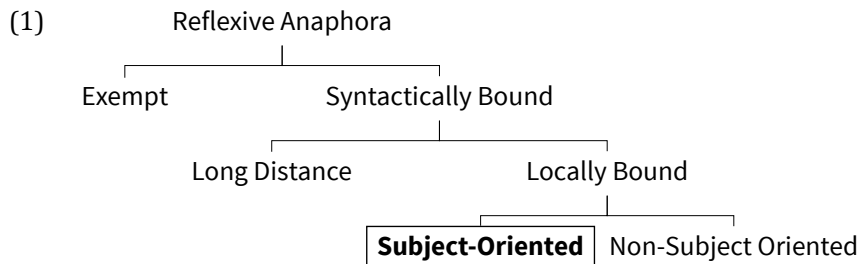 (1) Reflexive Anaphora
Exempt Syntactically Bound
Long Distance Locally Bound
Subject-Oriented Non-Subject Oriented